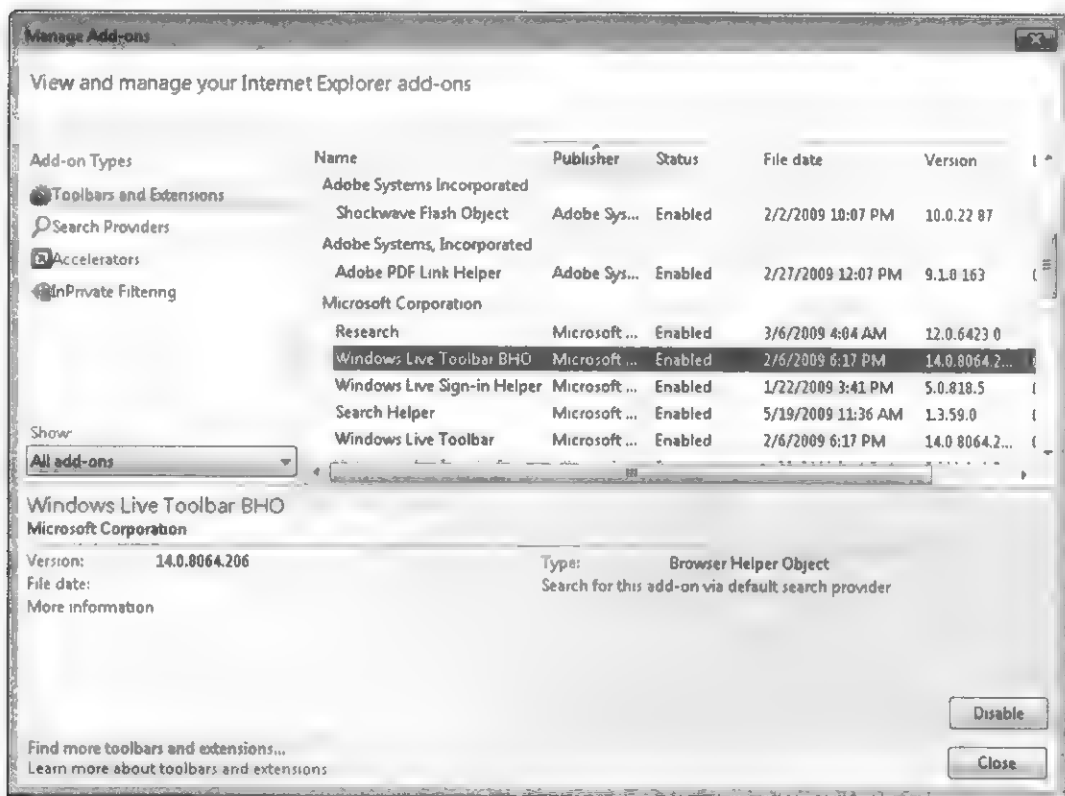 Manage Add-ons
View and manage your Internet Explorer add-ons
Add-on Types
Toolbars and Extensions
Search Providers
Accelerators
InPrivate Filtering
Show:
All add-ons
Name Publisher Status File date Version
Adobe Systems Incorporated
Shockwave Flash Object Adobe Sys... Enabled 2/2/2009 10:07 PM 10.0.22 87
Adobe Systems, Incorporated
Adobe PDF Link Helper Adobe Sys... Enabled 2/27/2009 12:07 PM 9.1.0 163
Microsoft Corporation
Research Microsoft ... Enabled 3/6/2009 4:04 AM 12.0.6423 0
Windows Live Toolbar BHO Microsoft ... Enabled 2/6/2009 6:17 PM 14.0.8064.2...
Windows Live Sign-in Helper Microsoft ... Enabled 1/22/2009 3:41 PM 5.0.818.5
Search Helper Microsoft ... Enabled 5/19/2009 11:36 AM 1.3.59.0
Windows Live Toolbar Microsoft ... Enabled 2/6/2009 6:17 PM 14.0 8064.2...
Windows Live Toolbar BHO
Microsoft Corporation
Version: 14.0.8064.206
File date:
More information
Type: Browser Helper Object
Search for this add-on via default search provider
Disable
Find more toolbars and extensions...
Learn more about toolbars and extensions
Close